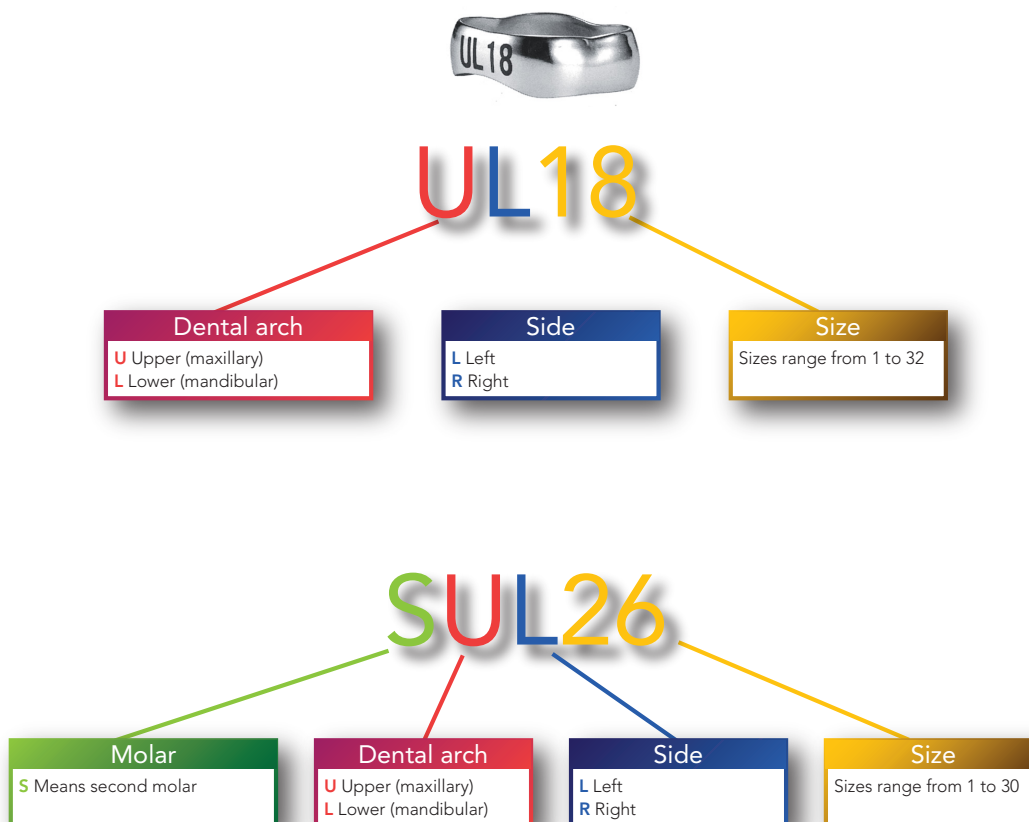 UL18
UL18
Dental arch
U Upper (maxillary)
L Lower (mandibular)
Side
L Left
R Right
Size
Sizes range from 1 to 32
SUL26
Molar
S Means second molar
Dental arch
U Upper (maxillary)
L Lower (mandibular)
Side
L Left
R Right
Size
Sizes range from 1 to 30